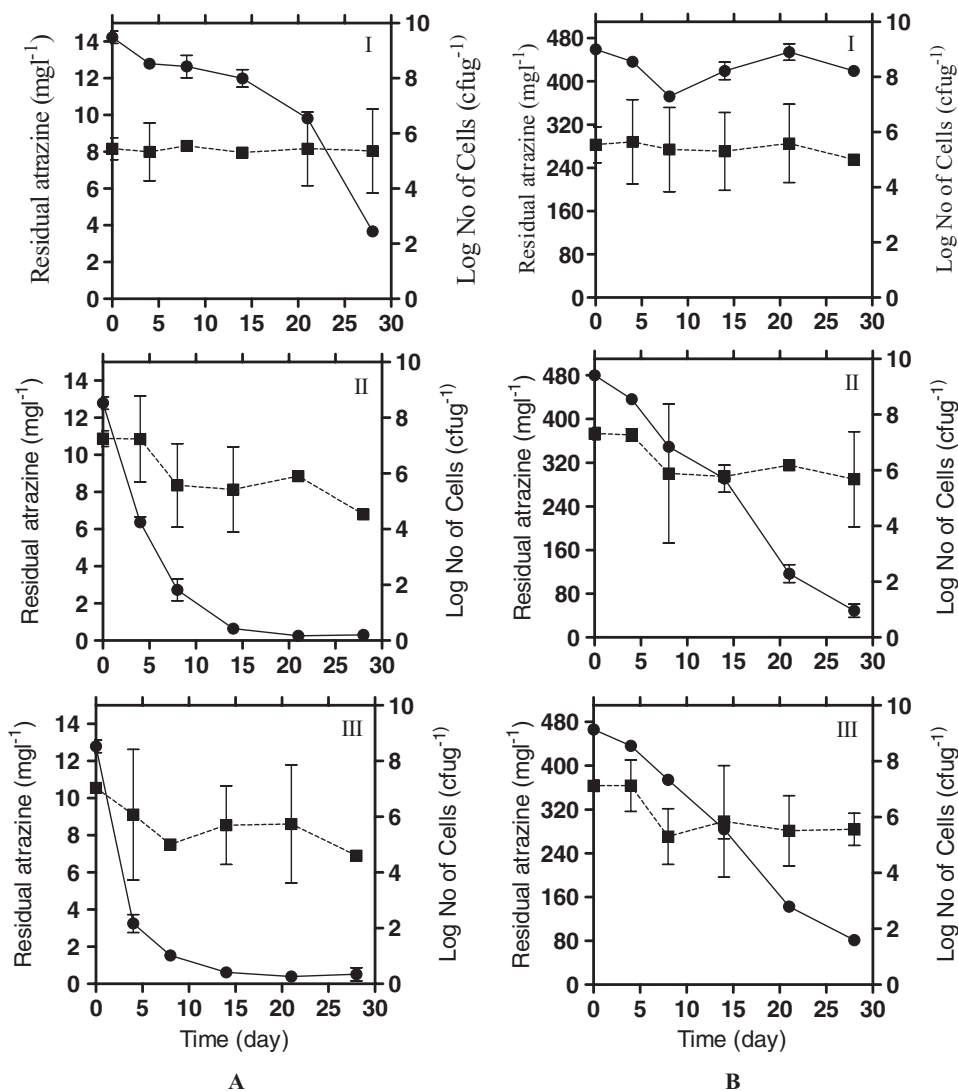 I
Residual atrazine (mgl-1)
14
12
10
8
6
4
2
0
10
8
6
4
2
0
Log No of Cells (cfug-1)
0 5 10 15 20 25 30
I
Residual atrazine (mg-1)
480
400
280
240
160
80
0
10
8
6
4
2
0
Log No of Cells (cfug-1)
0 5 10 15 20 25 30
II
Residual atrazine (mgl-1)
14
12
10
8
6
4
2
0
10
8
6
4
2
0
Log No of Cells (cfug-1)
0 5 10 15 20 25 30
II
Residual atrazine (mgl-1)
480
400
320
240
160
80
0
10
8
6
4
2
0
Log No of Cells (cfug-1)
0 5 10 15 20 25 30
III
Residual atrazine (mgl-1)
14
12
10
8
6
4
2
0
10
8
6
4
2
0
Log No of Cells (cfug-1)
0 5 10 15 20 25 30
Time (day)
A
III
Residual atrazine (mgl-1)
480
400
280
240
160
80
0
10
8
6
4
2
0
Log No of Cells (cfug-1)
0 5 10 15 20 25 30
Time (day)
B